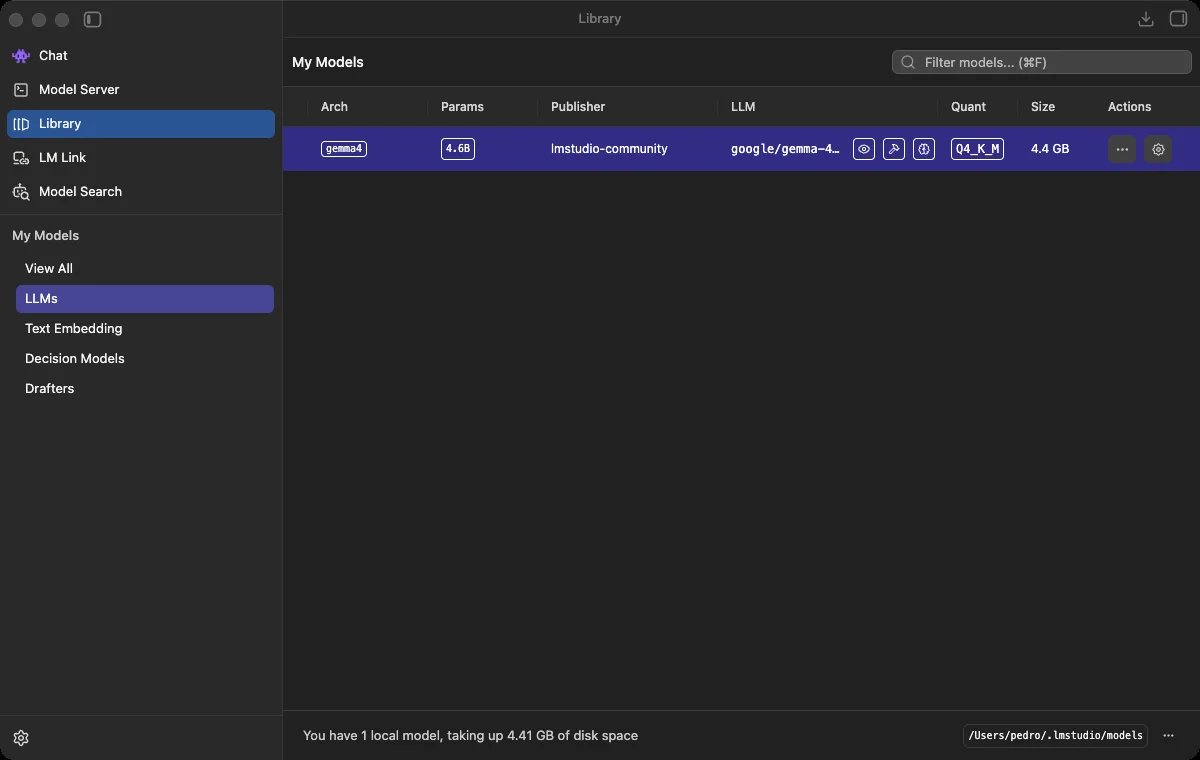 Library
Chat
Model Server
Library
LM Link
Model Search
My Models
View All
LLMs
Text Embedding
Decision Models
Drafters
My Models
Filter models... (⌘F)
Arch Params Publisher LLM Quant Size Actions
gemma4 4.6B lmstudio-community google/gemma-4… Q4_K_M 4.4 GB
You have 1 local model, taking up 4.41 GB of disk space
/Users/pedro/.lmstudio/models